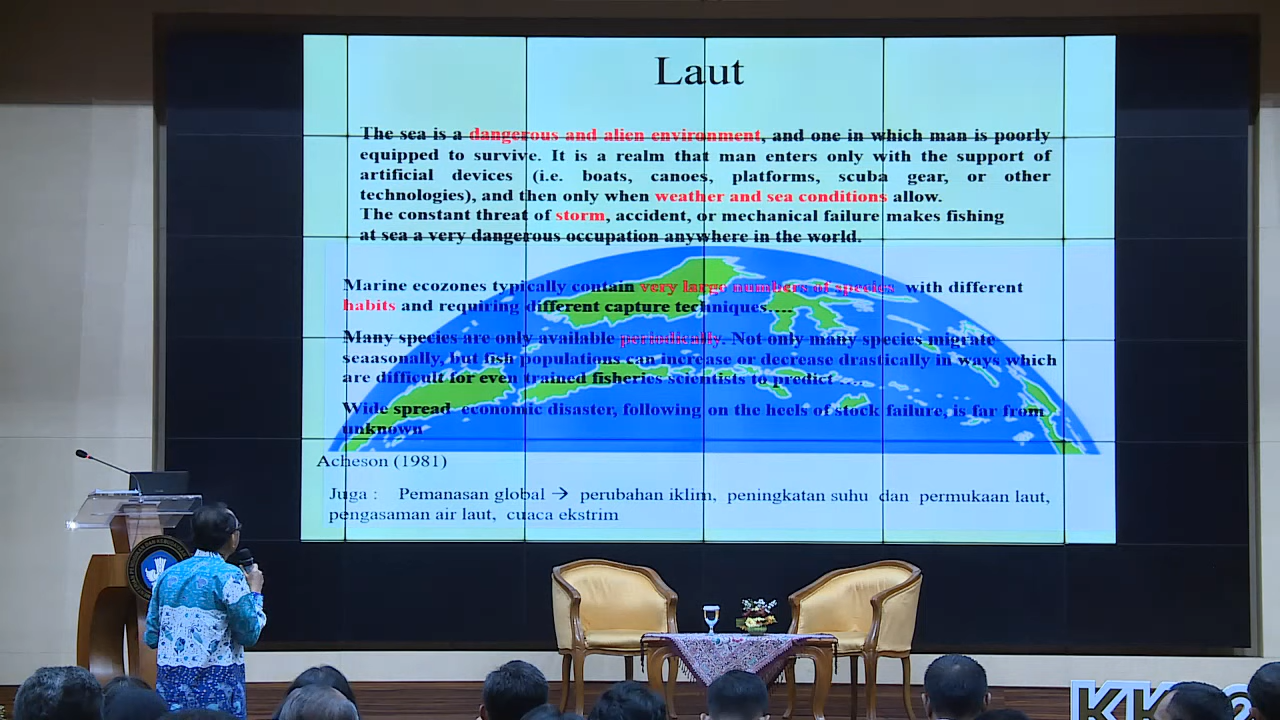 Laut
The sea is a dangerous and alien environment, and one in which man is poorly
equipped to survive. It is a realm that man enters only with the support of
artificial devices (i.e. boats, canoes, platforms, scuba gear, or other
technologies), and then only when weather and sea conditions allow.
The constant threat of storm, accident, or mechanical failure makes fishing
at sea a very dangerous occupation anywhere in the world.
Marine ecozones typically contain very large numbers of species with different
habits and requiring different capture techniques….
Many species are only available periodically. Not only many species migrate
seaasonally, but fish populations can increase or decrease drastically in ways which
are difficult for even trained fisheries scientists to predict ….
Wide spread economic disaster, following on the heels of stock failure, is far from
unknown
Acheson (1981)
Juga : Pemanasan global → perubahan iklim, peningkatan suhu dan permukaan laut,
pengasaman air laut, cuaca ekstrim